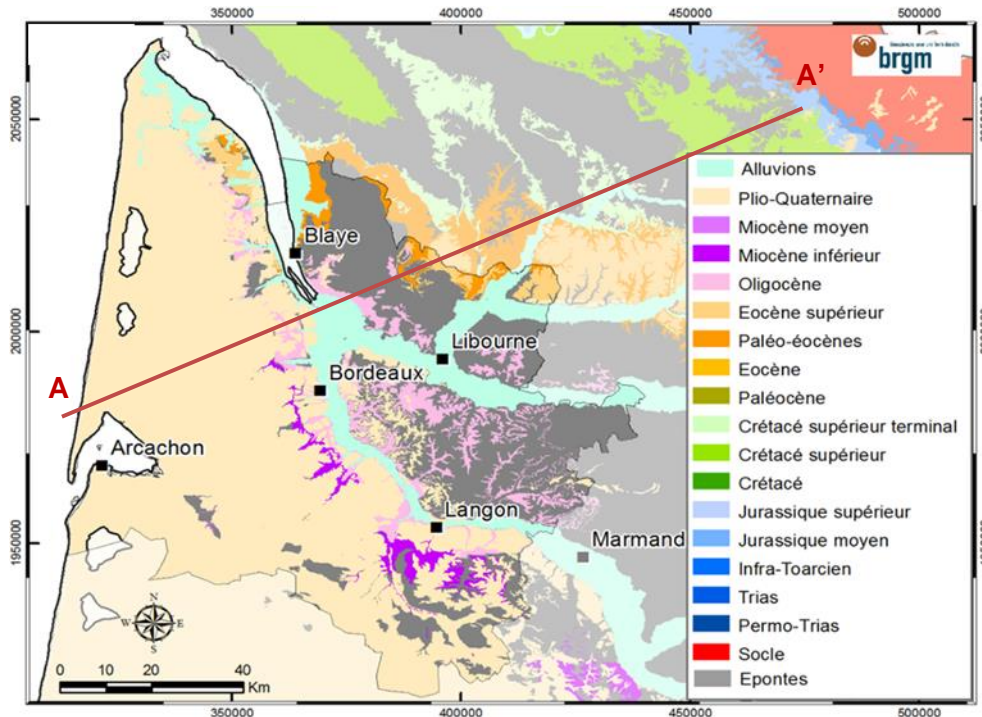 350000
400000
450000
500000
brgm
A'
2050000
Blaye
2000000
Libourne
Bordeaux
A
Arcachon
Langon
1950000
Marmand
N
W
E
S
0 10 20 40
Km
Alluvions
Plio-Quaternaire
Miocène moyen
Miocène inférieur
Oligocène
Eocène supérieur
Paléo-éocènes
Eocène
Paléocène
Crétacé supérieur terminal
Crétacé supérieur
Crétacé
Jurassique supérieur
Jurassique moyen
Infra-Toarcien
Trias
Permo-Trias
Socle
Epontes
350000
400000
450000
500000